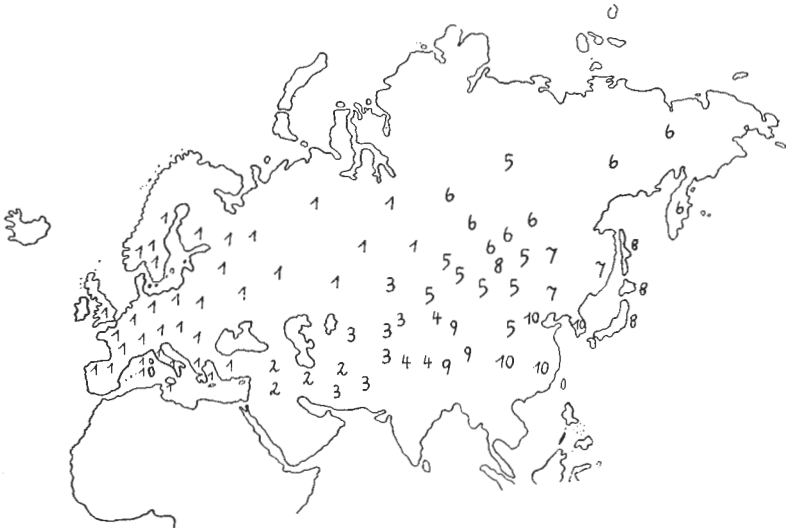 6
5 6
1 1 6 6
1 1 1 1 6 6 6
1 1 1 1 1 6 5 7 8
1 1 1 5 8 5 7
1 1 3 5 5 5 7 8
1 1 1 1 5
1 1 1 3 4 10 10 8
1 1 1 1 3 3 9 5
1 1 1 1 1 1 2 2 3 4 4 9 9 10 10
1 1 2 2 3 3